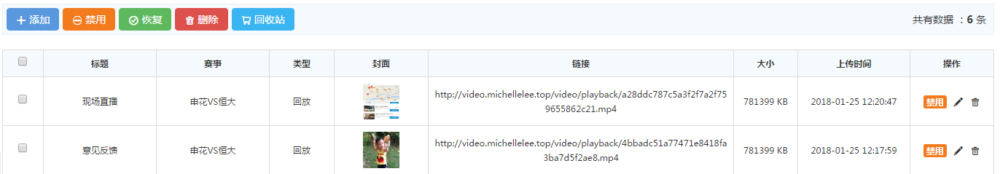 添加 禁用 恢复 删除 回收站 共有数据 ：6 条
标题 赛事 类型 封面 链接 大小 上传时间 操作
现场直播 申花VS恒大 回放 http://video.michellelee.top/video/playback/a28ddc787c5a3f2f7a2f75 781399 KB 2018-01-25 12:20:47 禁用
9655862c21.mp4
意见反馈 申花VS恒大 回放 http://video.michellelee.top/video/playback/4bbadc51a77471e8418fa 781399 KB 2018-01-25 12:17:59 禁用
3ba7d5f2ae8.mp4